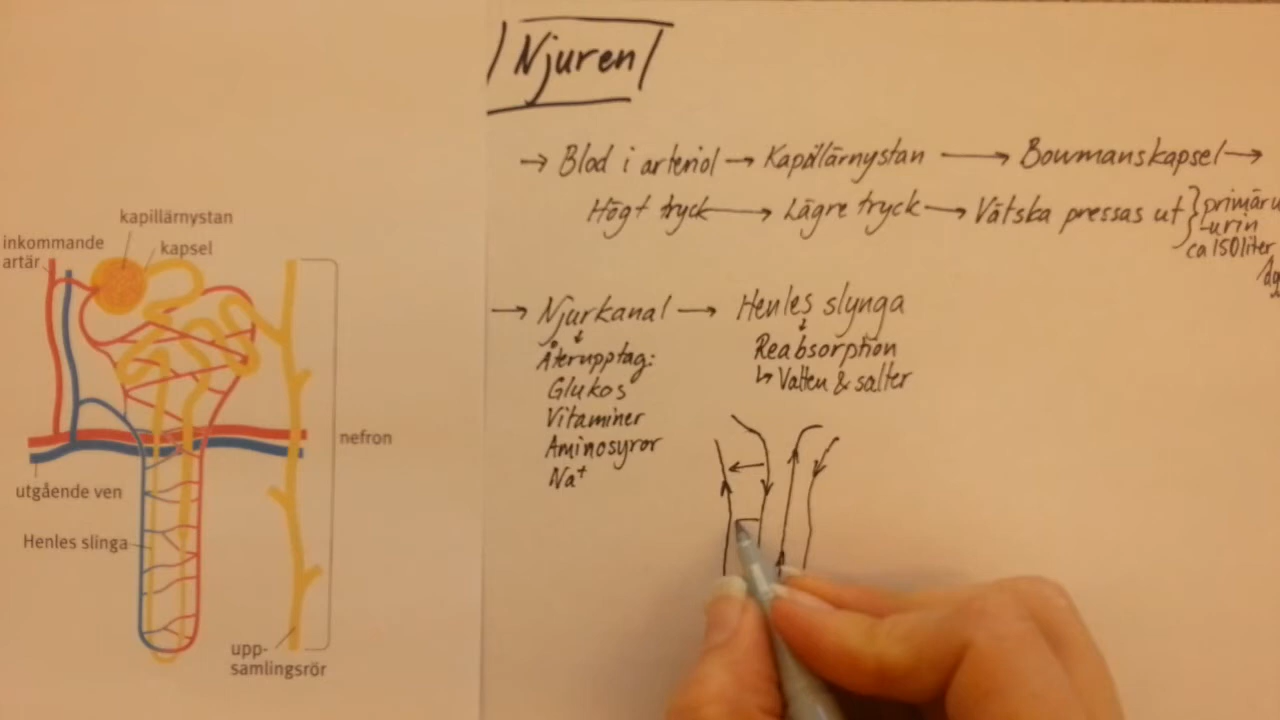 Njuren
→ Blod i arteriol → Kapillärnystan → Bowmanskapsel →
Högt tryck → Lägre tryck → Vätska pressas ut } primär
-urin
ca 150 liter
→ Njurkanal → Henles slynga
Återupptag:
Glukos
Vitaminer
Aminosyror
Na+
Reabsorption
↳ Vatten & salter
kapillärnystan
inkommande
artär
kapsel
nefron
utgående ven
Henles slinga
upp-
samlingsrör